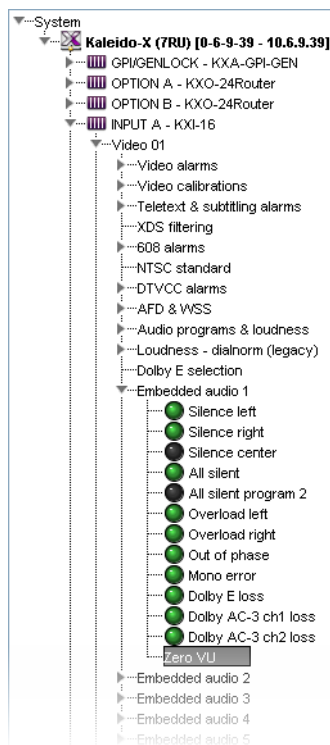 System
Kaleido-X (7RU) [0-6-9-39 - 10.6.9.39]
GPI/GENLOCK - KXA-GPI-GEN
OPTION A - KXO-24Router
OPTION B - KXO-24Router
INPUT A - KXI-16
Video 01
Video alarms
Video calibrations
Teletext & subtitling alarms
XDS filtering
608 alarms
NTSC standard
DTVCC alarms
AFD & WSS
Audio programs & loudness
Loudness - dialnorm (legacy)
Dolby E selection
Embedded audio 1
Silence left
Silence right
Silence center
All silent
All silent program 2
Overload left
Overload right
Out of phase
Mono error
Dolby E loss
Dolby AC-3 ch1 loss
Dolby AC-3 ch2 loss
Zero VU
Embedded audio 2
Embedded audio 3
Embedded audio 4
Embedded audio 5